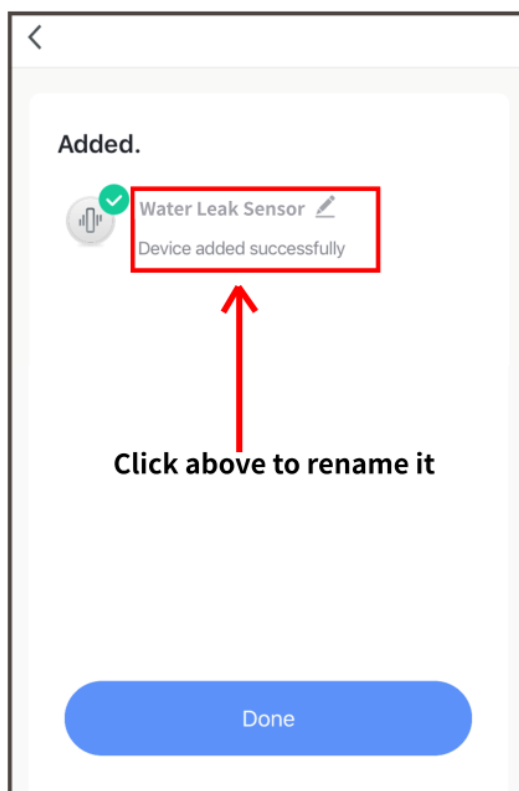 Added.
Water Leak Sensor
Device added successfully
Click above to rename it
Done